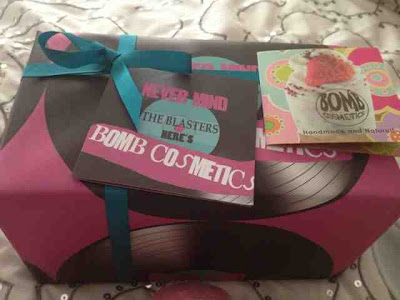 NEVER MIND
THE BLASTERS
HERE'S
BOMB COSMETICS
BOMB
COSMETICS
handmade and Natural